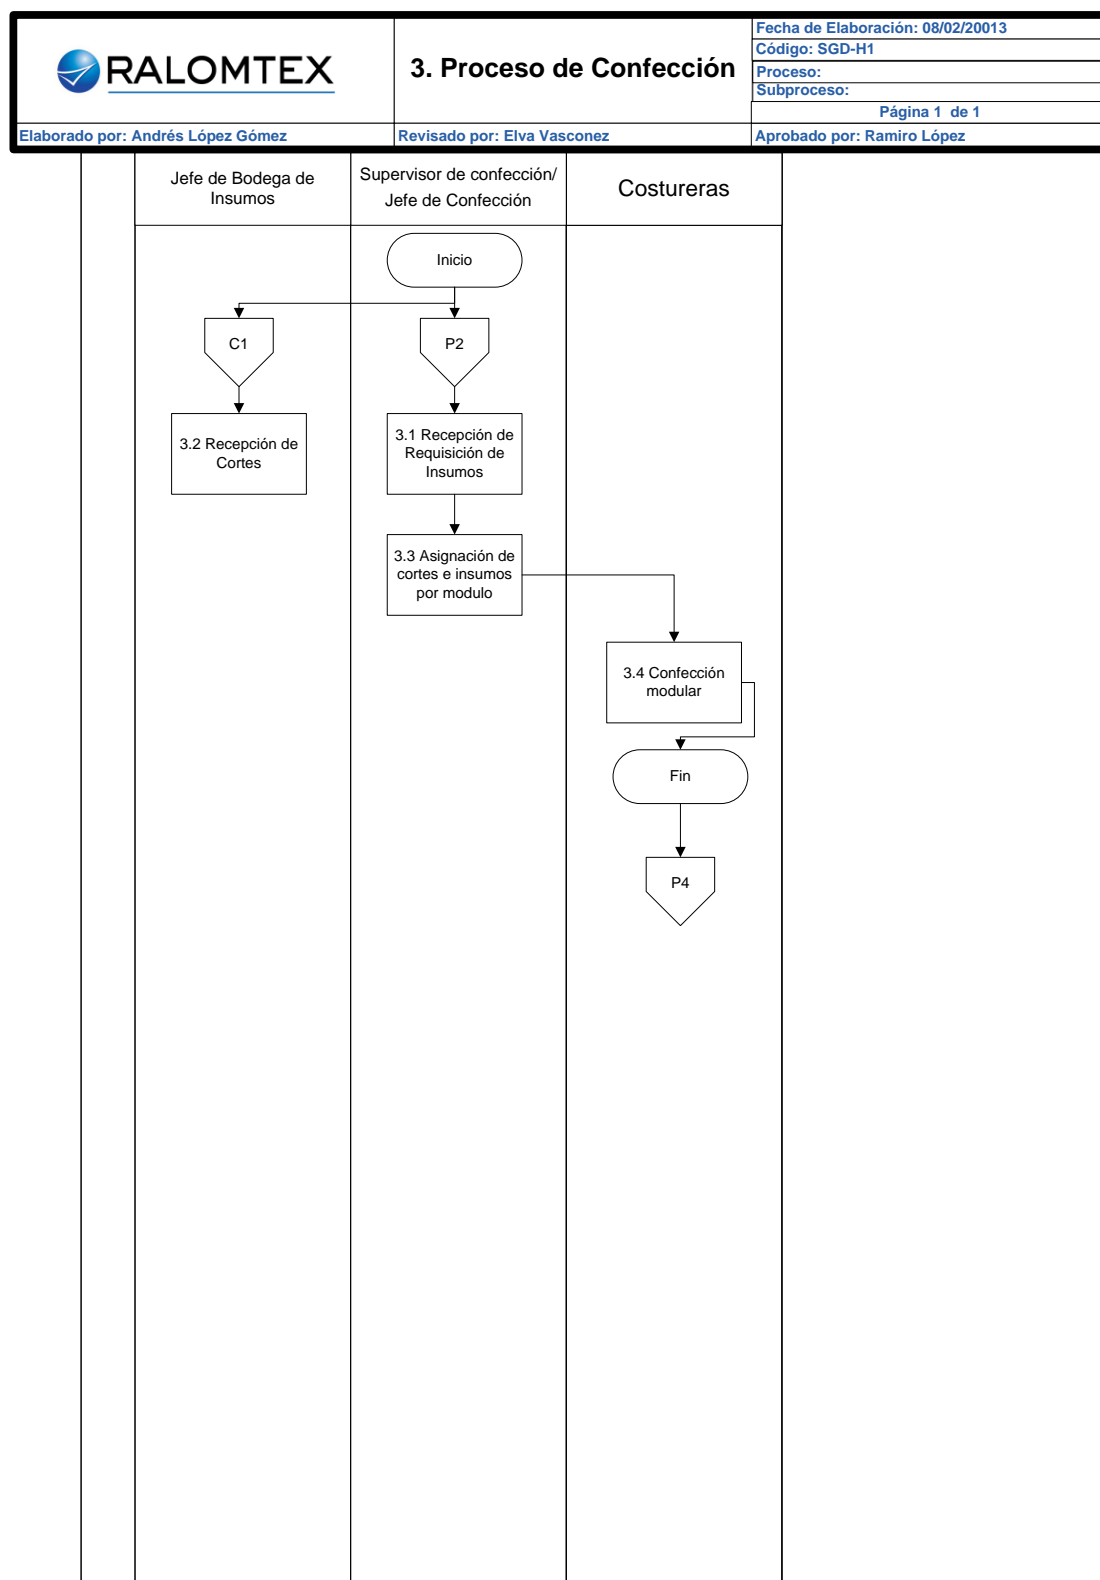 RALOMTEX
3. Proceso de Confección
Fecha de Elaboración: 08/02/20013
Código: SGD-H1
Proceso:
Subproceso:
Página 1 de 1
Elaborado por: Andrés López Gómez
Revisado por: Elva Vasconez
Aprobado por: Ramiro López
Jefe de Bodega de
Insumos
Supervisor de confección/
Jefe de Confección
Costureras
Inicio
C1
P2
3.2 Recepción de
Cortes
3.1 Recepción de
Requisición de
Insumos
3.3 Asignación de
cortes e insumos
por modulo
3.4 Confección
modular
Fin
P4